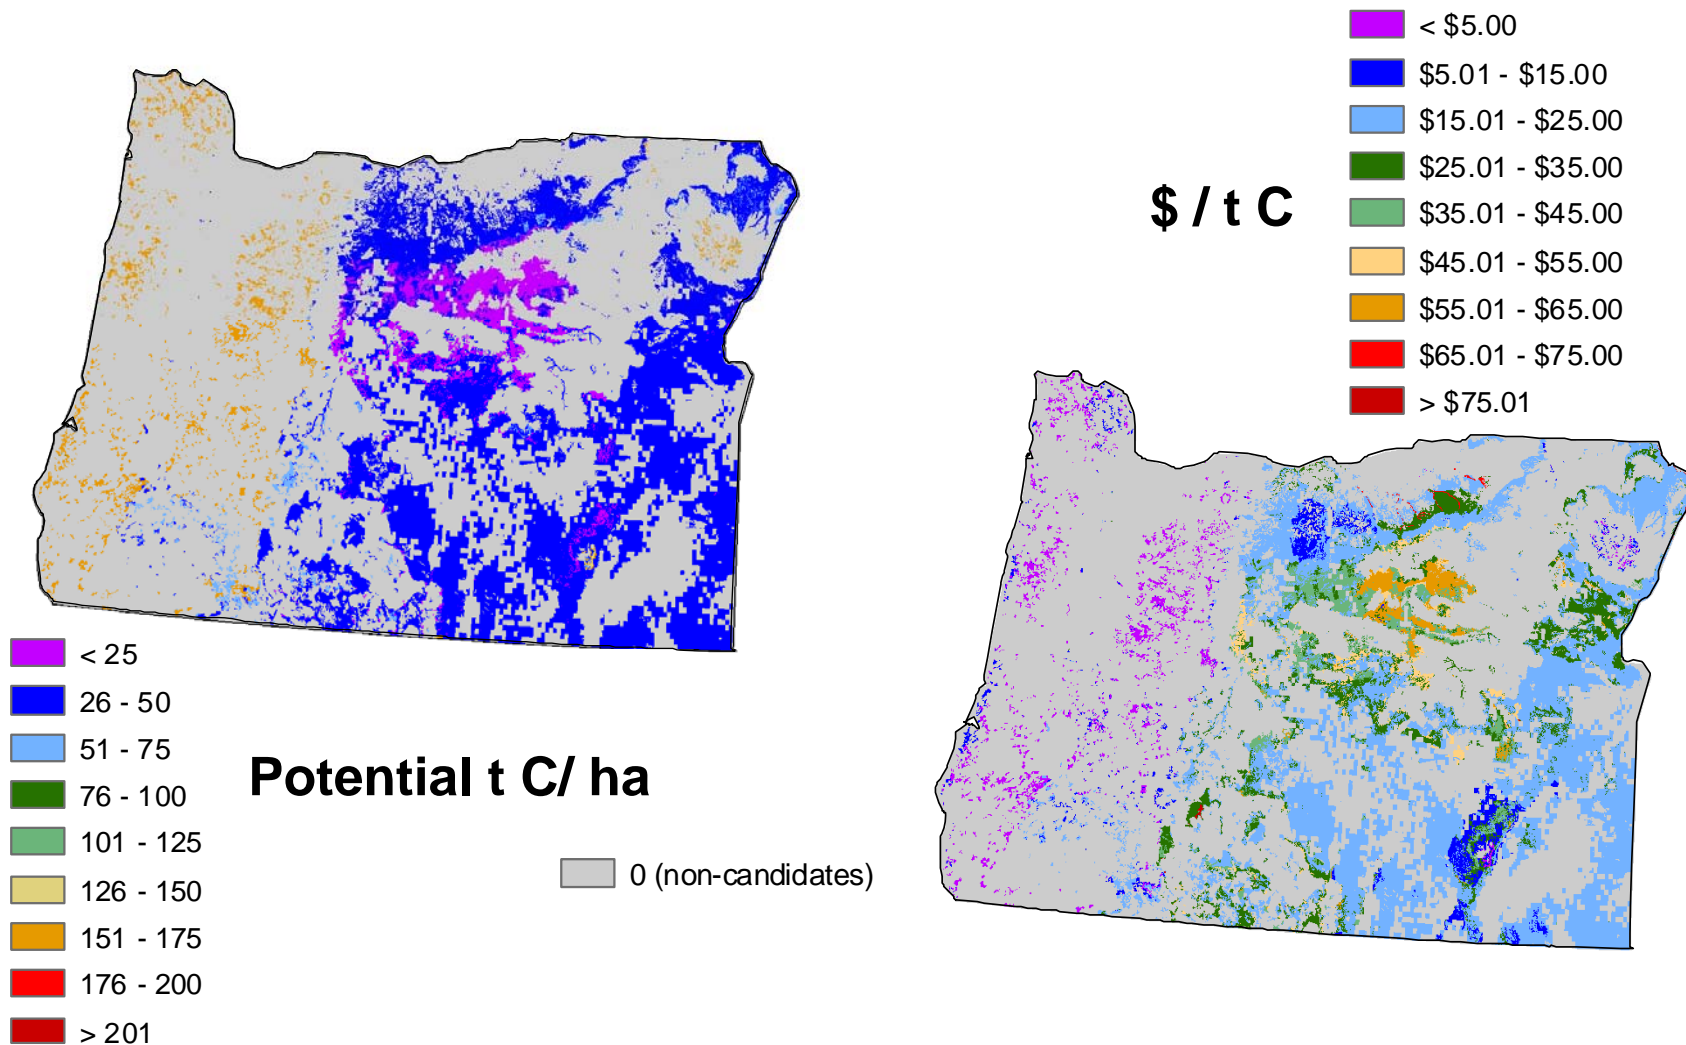 < $5.00
$5.01 - $15.00
$15.01 - $25.00
$25.01 - $35.00
$35.01 - $45.00
$45.01 - $55.00
$55.01 - $65.00
$65.01 - $75.00
> $75.01
$ / t C
< 25
26 - 50
51 - 75
76 - 100
101 - 125
126 - 150
151 - 175
176 - 200
> 201
Potential t C/ ha
0 (non-candidates)